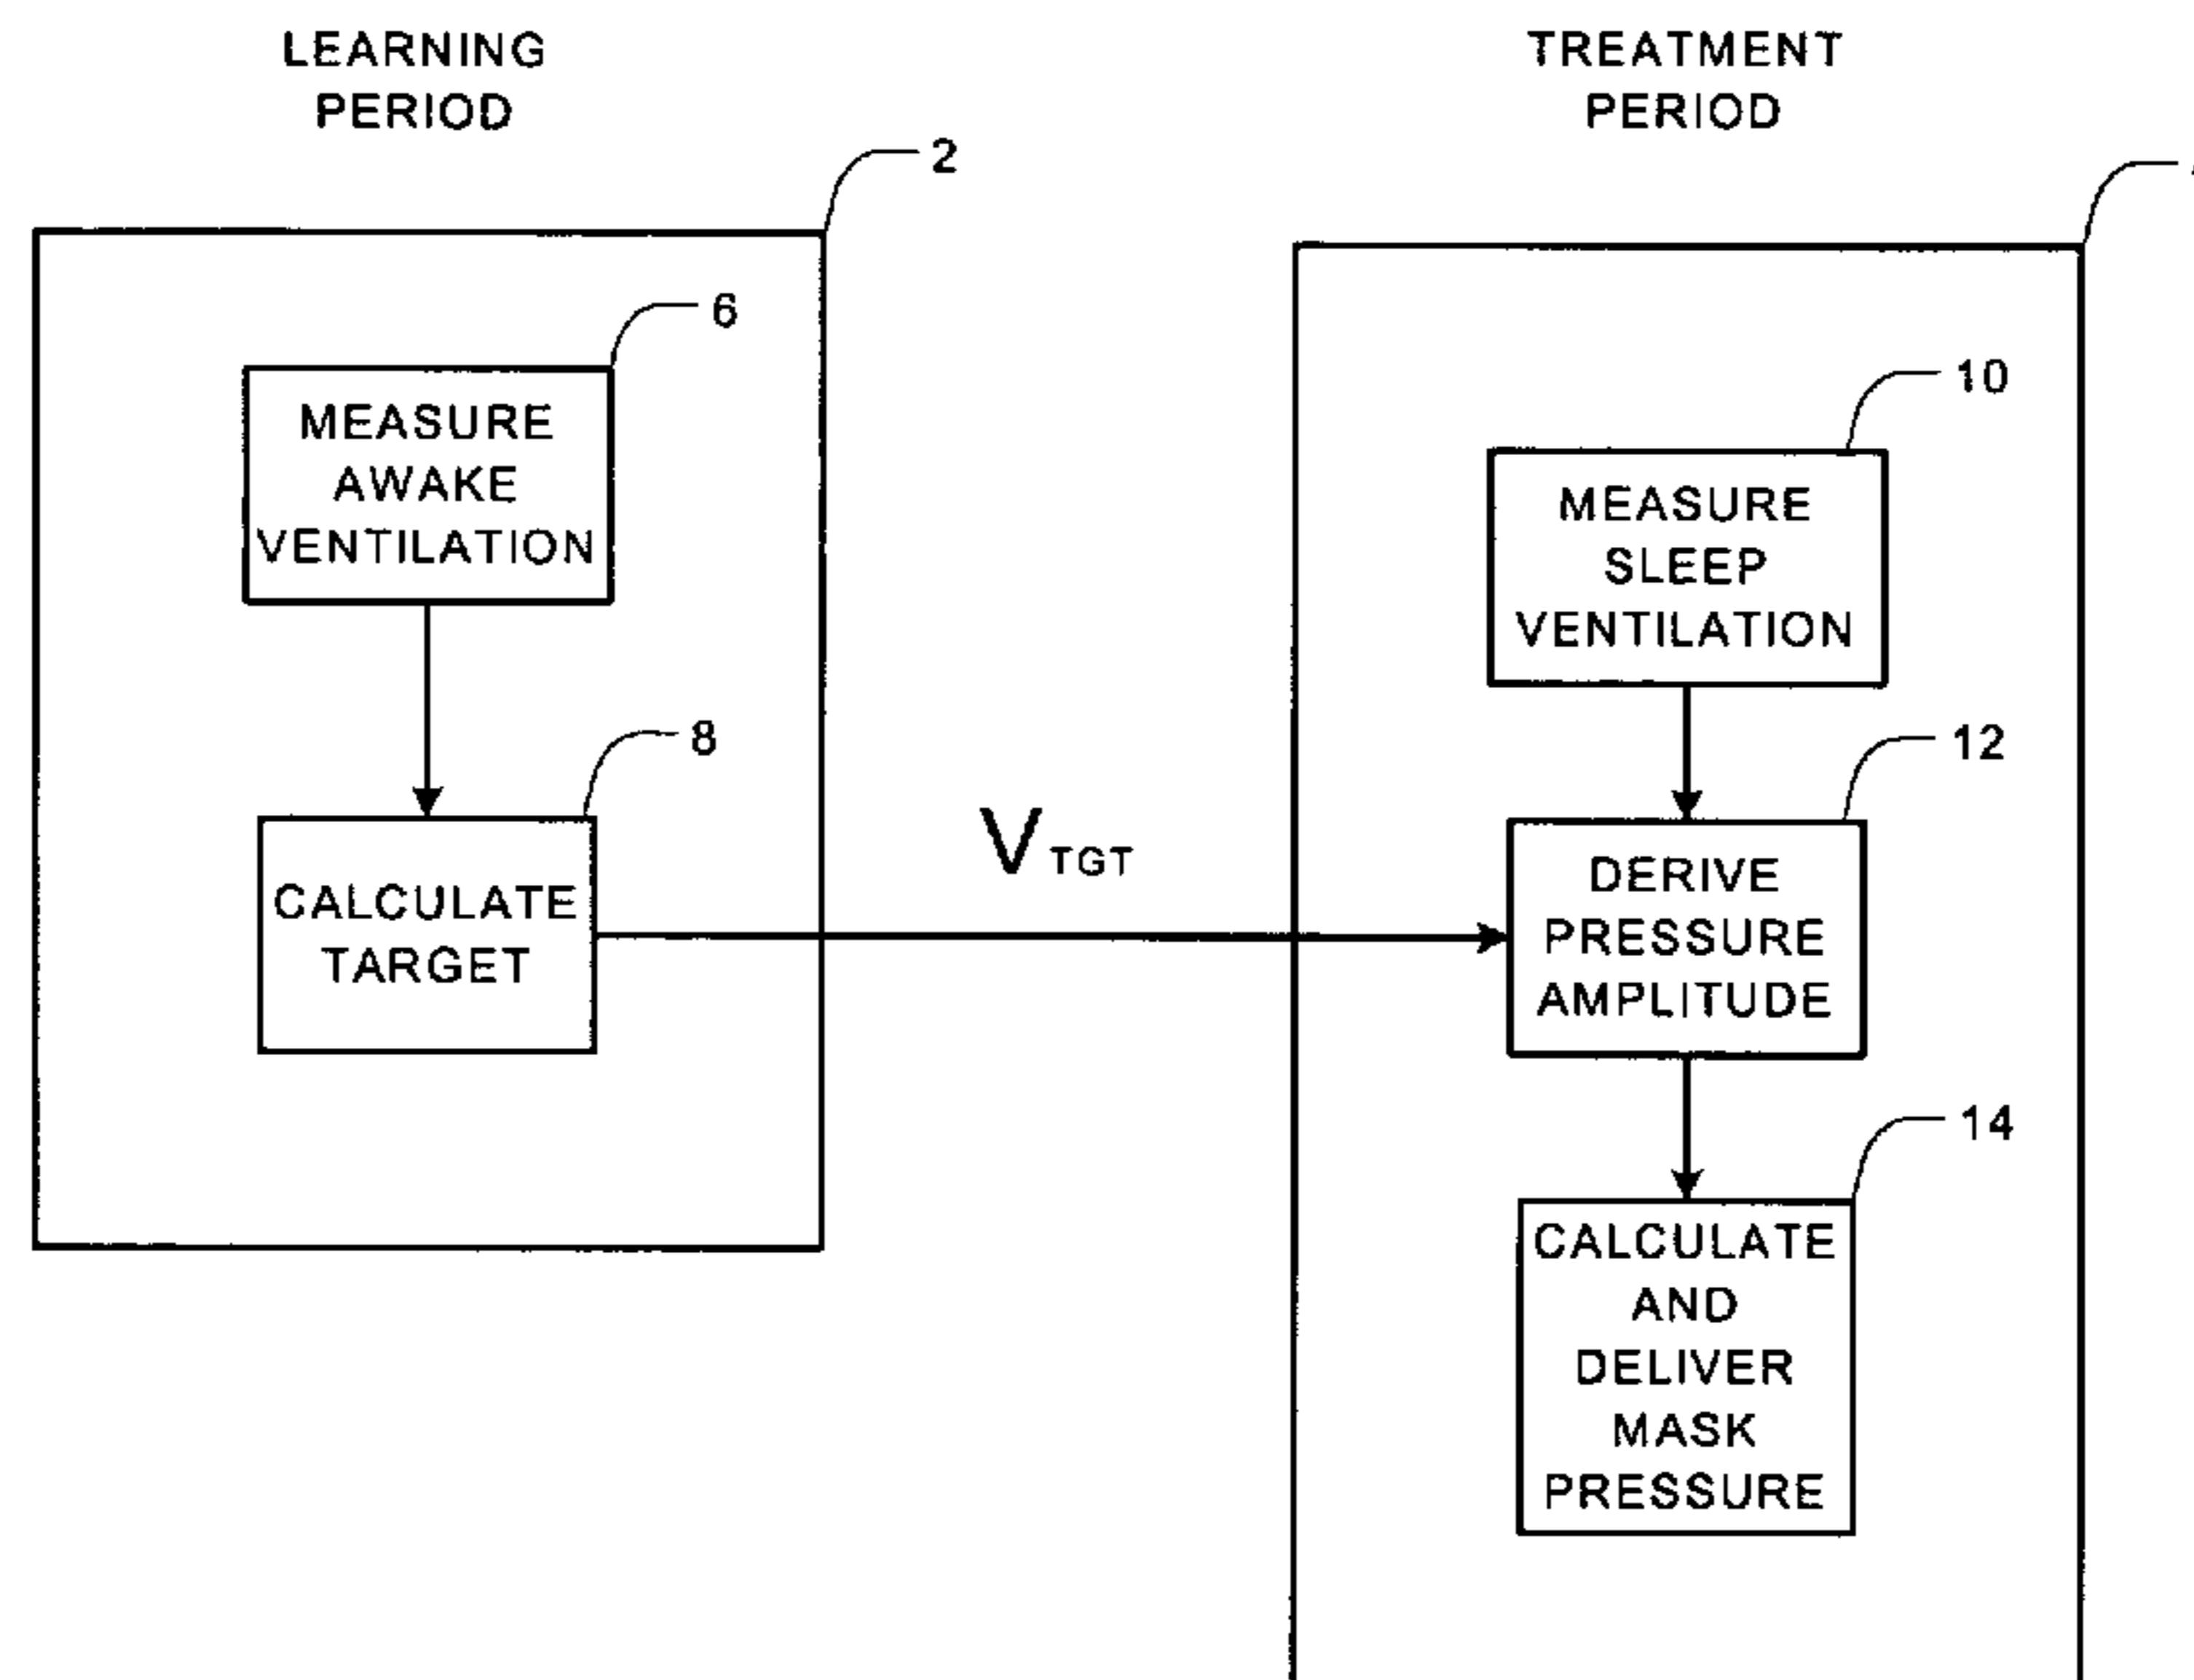 LEARNING
PERIOD
2
6
MEASURE
AWAKE
VENTILATION
8
CALCULATE
TARGET
V TGT
TREATMENT
PERIOD
10
MEASURE
SLEEP
VENTILATION
12
DERIVE
PRESSURE
AMPLITUDE
14
CALCULATE
AND
DELIVER
MASK
PRESSURE